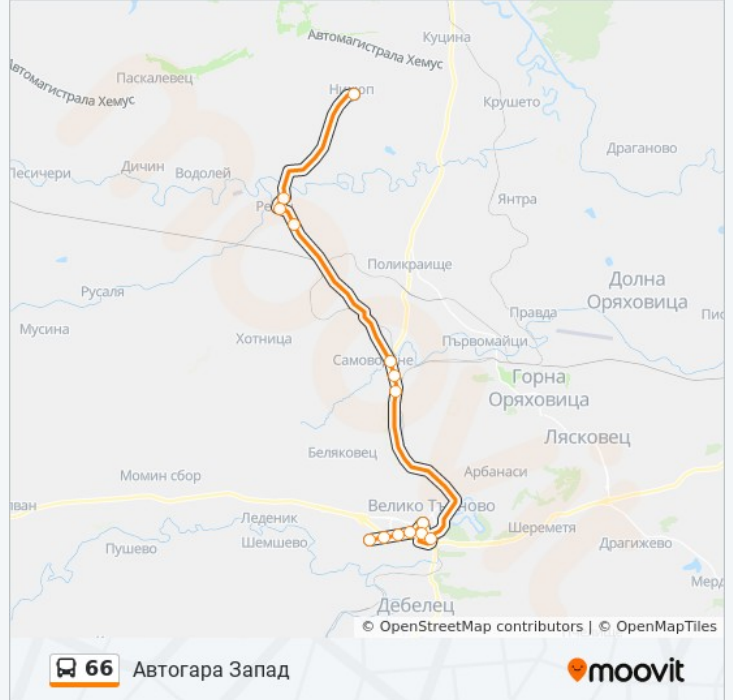 Куцина
Автомагистрала Хемус
Автомагистрала Хемус
Паскалевец
Крушето
Драганово
Дичин
Водолей
Янтра
Поликраище
Долна
Оряховица
Русаля
Правда
Мусина
Хотница
Първомайци
Горна
Оряховица
Лясковец
Беляковец
Арбанаси
Момин сбор
Леденик
Шереметя
Шемшево
Пушево
Драгижево
Дебелец
© OpenStreetMap contributors | © OpenMapTiles
66 Автогара Запад
moovit